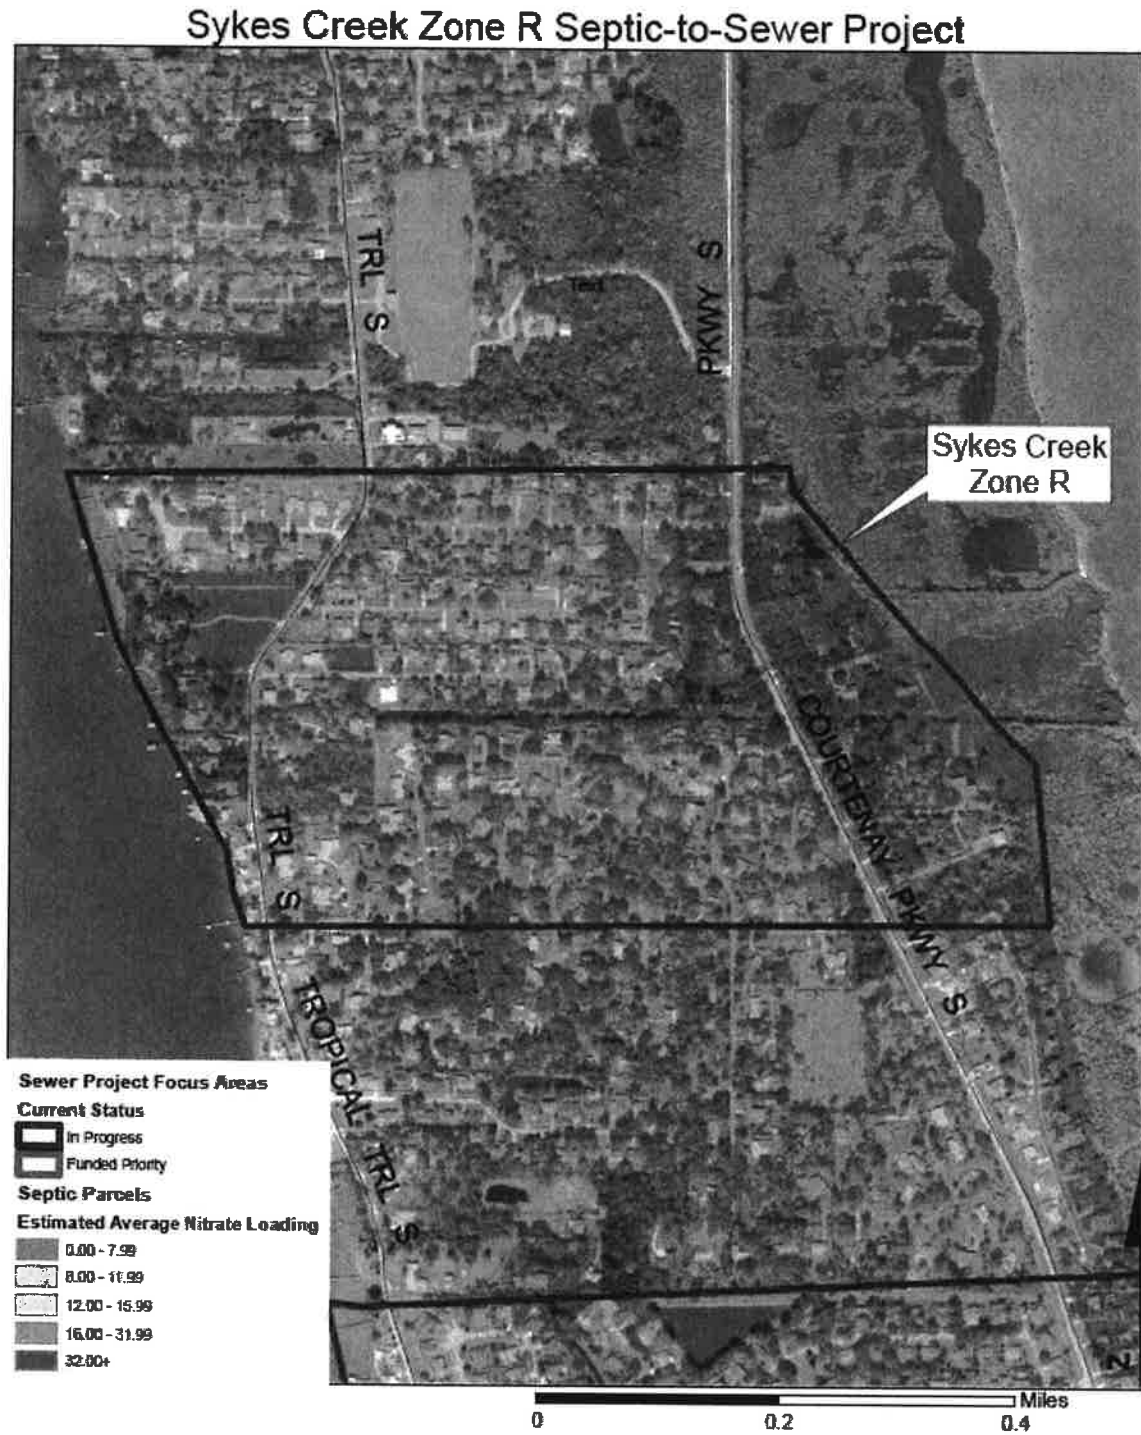 Sykes Creek Zone R Septic-to-Sewer Project
TRL S
PKWY S
Text
Sykes Creek
Zone R
COURTENAY PKWY S
TRL S
TROPICAL TRL S
Sewer Project Focus Areas
Current Status
In Progress
Funded Priority
Septic Parcels
Estimated Average Nitrate Loading
0.00 - 7.99
8.00 - 11.99
12.00 - 15.99
16.00 - 31.99
32.00+
N
Miles
0 0.2 0.4